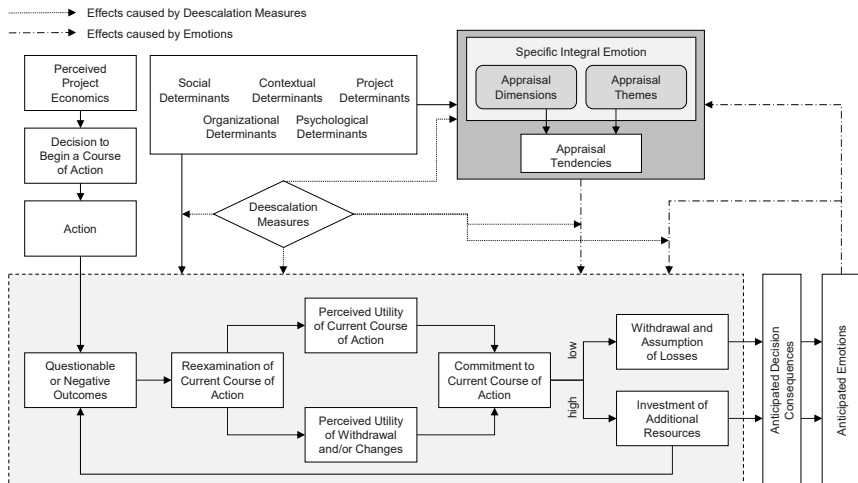 Effects caused by Deescalation Measures
Effects caused by Emotions
Perceived
Project
Economics
Decision to
Begin a Course
of Action
Action
Social
Determinants
Contextual
Determinants
Project
Determinants
Organizational
Determinants
Psychological
Determinants
Specific Integral Emotion
Appraisal
Dimensions
Appraisal
Themes
Appraisal
Tendencies
Deescalation
Measures
Questionable
or Negative
Outcomes
Reexamination of
Current Course of
Action
Perceived Utility
of Current Course
of Action
Perceived Utility
of Withdrawal
and/or Changes
Commitment to
Current Course of
Action
low
high
Withdrawal and
Assumption
of Losses
Investment of
Additional
Resources
Anticipated Decision
Consequences
Anticipated Emotions